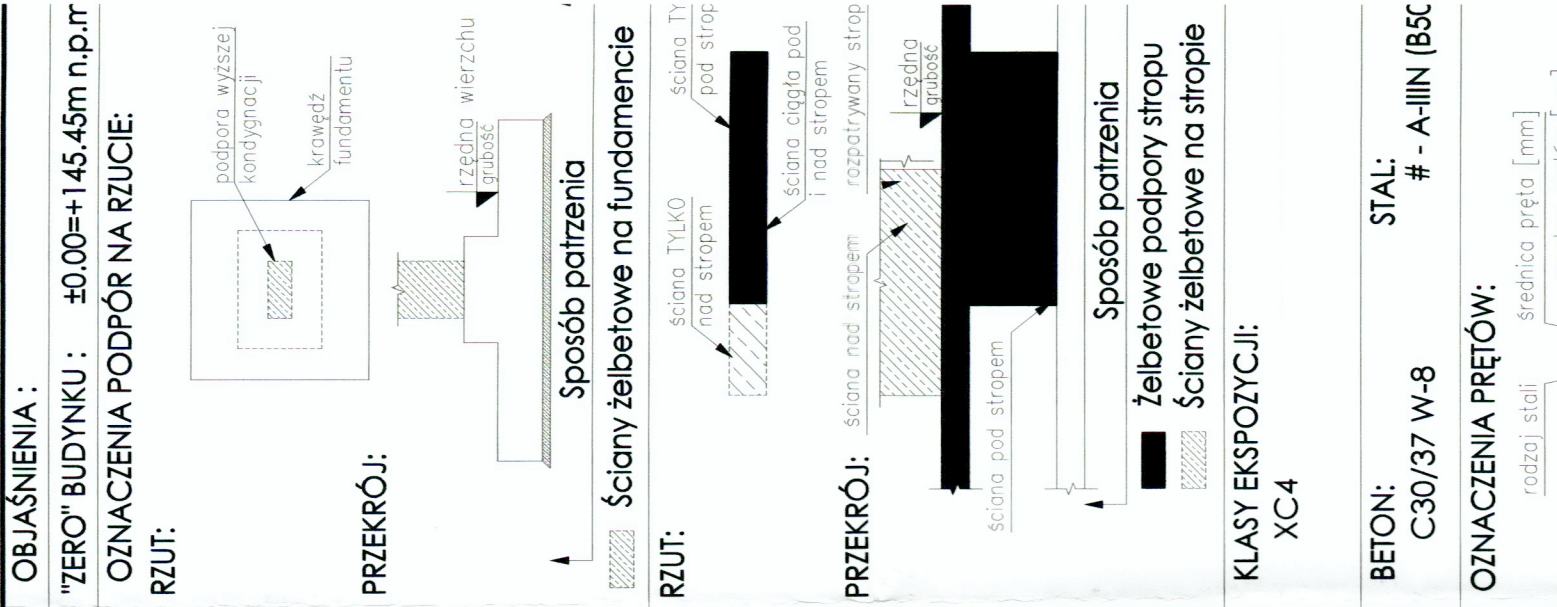 OBJAŚNIENIA :
"ZERO" BUDYNKU : ±0.00=+145.45m n.p.m
OZNACZENIA PODPÓR NA RZUCIE:
RZUT:
podpora wyższej
kondygnacji
krawędź
fundamentu
PRZEKRÓJ:
rzędna wierzchu
grubość
Sposób patrzenia
Ściany żelbetowe na fundamencie
RZUT:
ściana TYLKO
nad stropem
ściana TY
pod strop
ściana ciągła pod
i nad stropem
PRZEKRÓJ:
ściana nad stropem
rozpatrywany strop
rzędna
grubość
ściana pod stropem
Sposób patrzenia
Żelbetowe podpory stropu
Ściany żelbetowe na stropie
KLASY EKSPOZYCJI:
XC4
BETON: STAL:
C30/37 W-8 # - A-IIIN (B50
OZNACZENIA PRĘTÓW:
rodzaj stali
średnica pręta [mm]